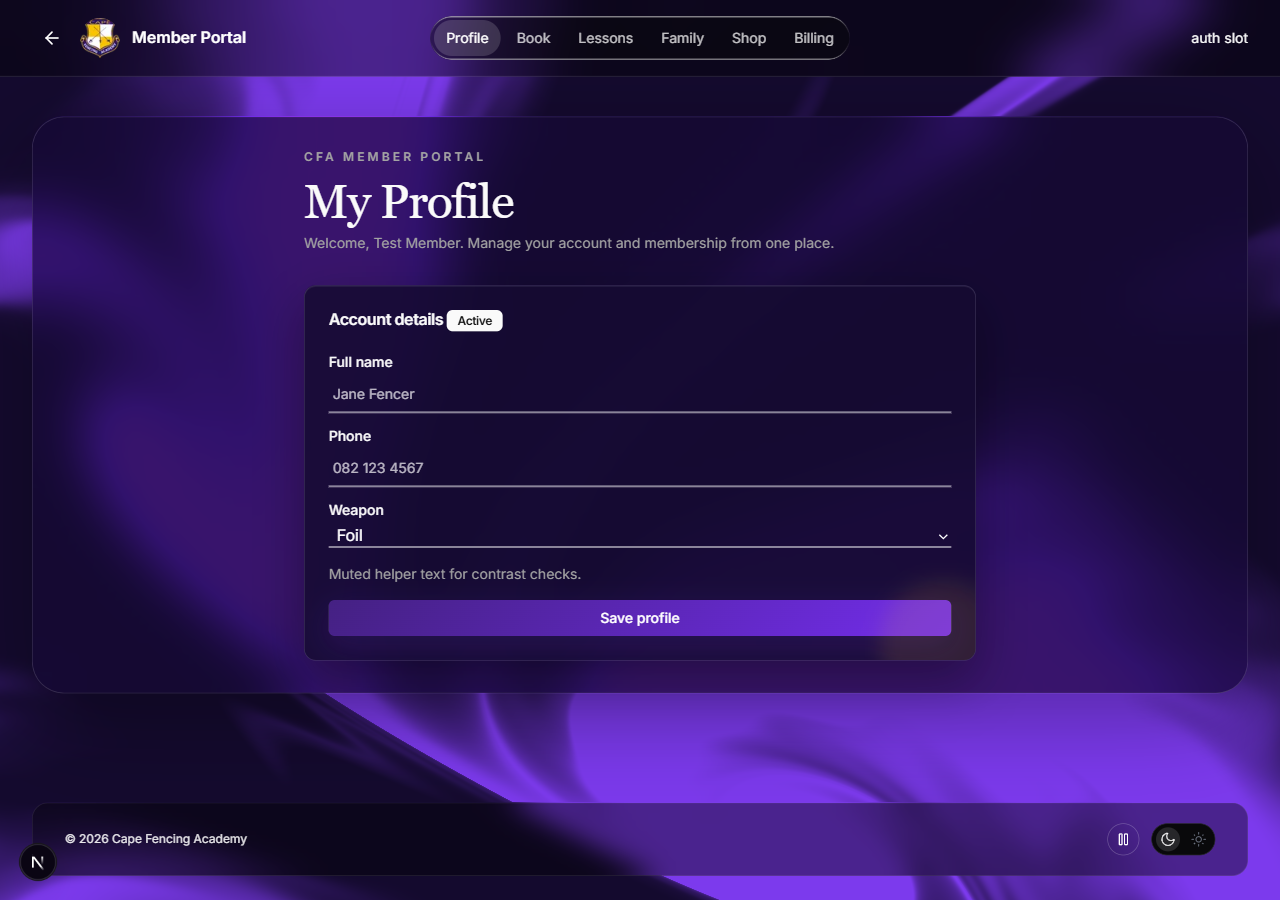 CAPE
Member Portal
Profile
Book
Lessons
Family
Shop
Billing
auth slot
CFA MEMBER PORTAL
My Profile
Welcome, Test Member. Manage your account and membership from one place.
Account details
Active
Full name
Jane Fencer
Phone
082 123 4567
Weapon
Foil
Muted helper text for contrast checks.
Save profile
© 2026 Cape Fencing Academy
N